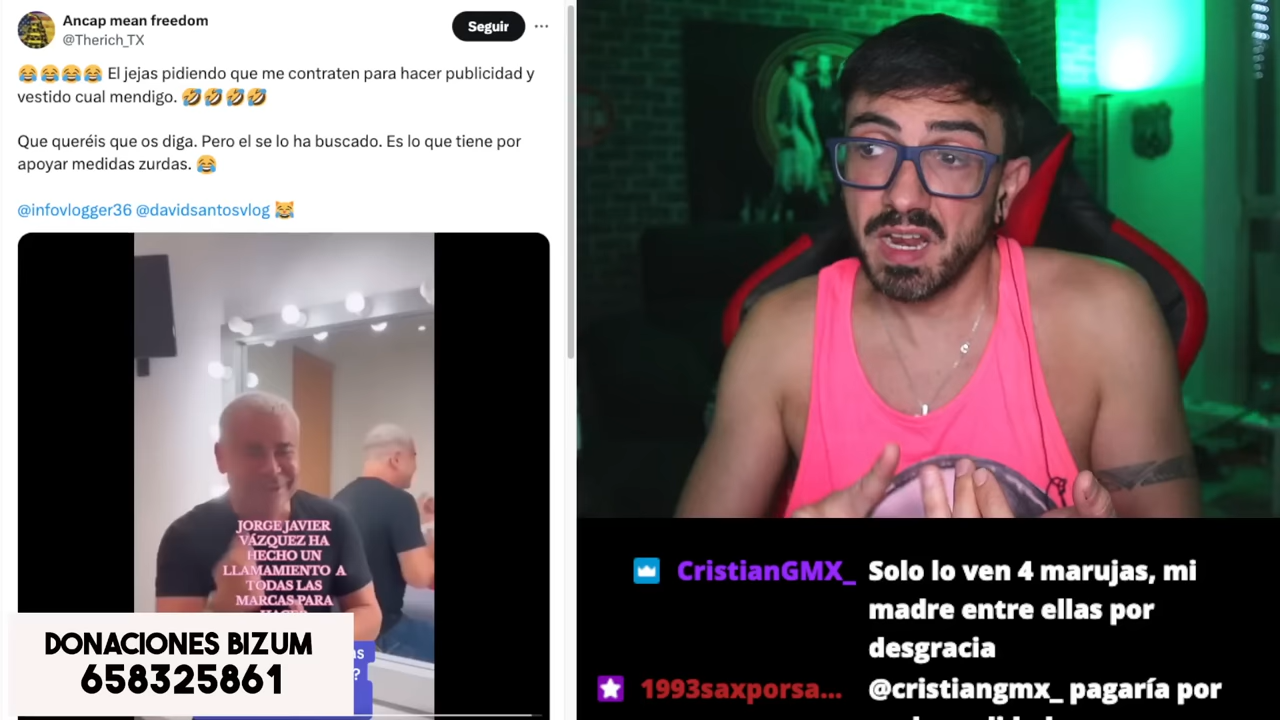 Ancap mean freedom
@Therich_TX
Seguir
😂😂😂😂 El jejas pidiendo que me contraten para hacer publicidad y
vestido cual mendigo. 🤣🤣🤣🤣
Que queréis que os diga. Pero el se lo ha buscado. Es lo que tiene por
apoyar medidas zurdas. 😂
@infovlogger36 @davidsantosvlog 😹
JORGE JAVIER
VÁZQUEZ HA
HECHO UN
LLAMAMIENTO A
TODAS LAS
MARCAS PARA
DONACIONES BIZUM
658325861
CristianGMX_ Solo lo ven 4 marujas, mi
madre entre ellas por
desgracia
1993saxporsa... @cristiangmx_ pagaría por